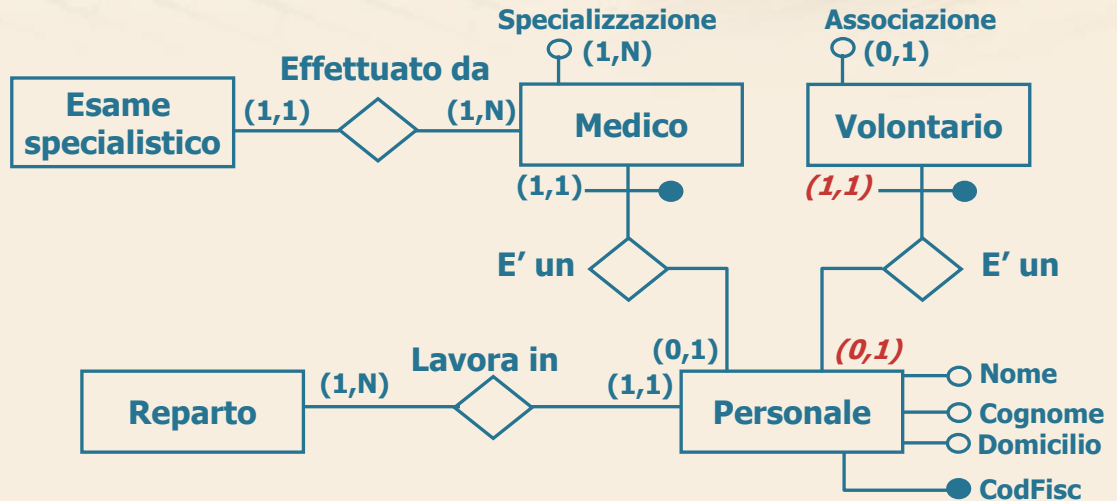 Specializzazione
(1,N)
Associazione
(0,1)
Effettuato da
Esame
specialistico
(1,1)
(1,N)
Medico
Volontario
(1,1)
(1,1)
E’ un
E’ un
(0,1)
(0,1)
Lavora in
Reparto
(1,N)
(1,1)
Personale
Nome
Cognome
Domicilio
CodFisc